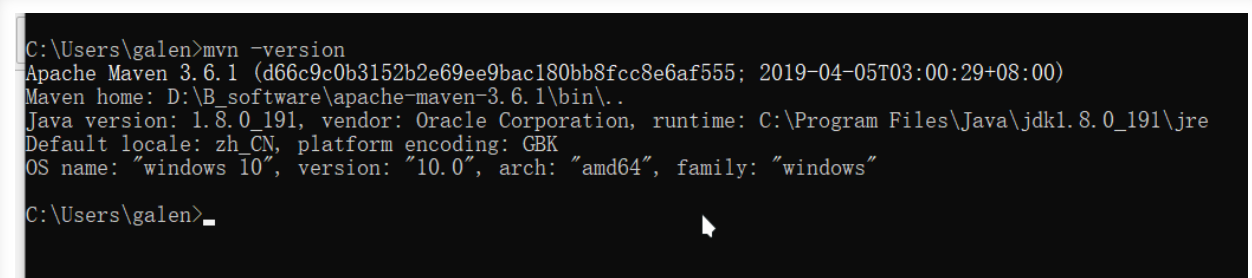 C:\Users\galen>mvn -version
Apache Maven 3.6.1 (d66c9c0b3152b2e69ee9bac180bb8fcc8e6af555; 2019-04-05T03:00:29+08:00)
Maven home: D:\B_software\apache-maven-3.6.1\bin\..
Java version: 1.8.0_191, vendor: Oracle Corporation, runtime: C:\Program Files\Java\jdk1.8.0_191\jre
Default locale: zh_CN, platform encoding: GBK
OS name: "windows 10", version: "10.0", arch: "amd64", family: "windows"
C:\Users\galen>